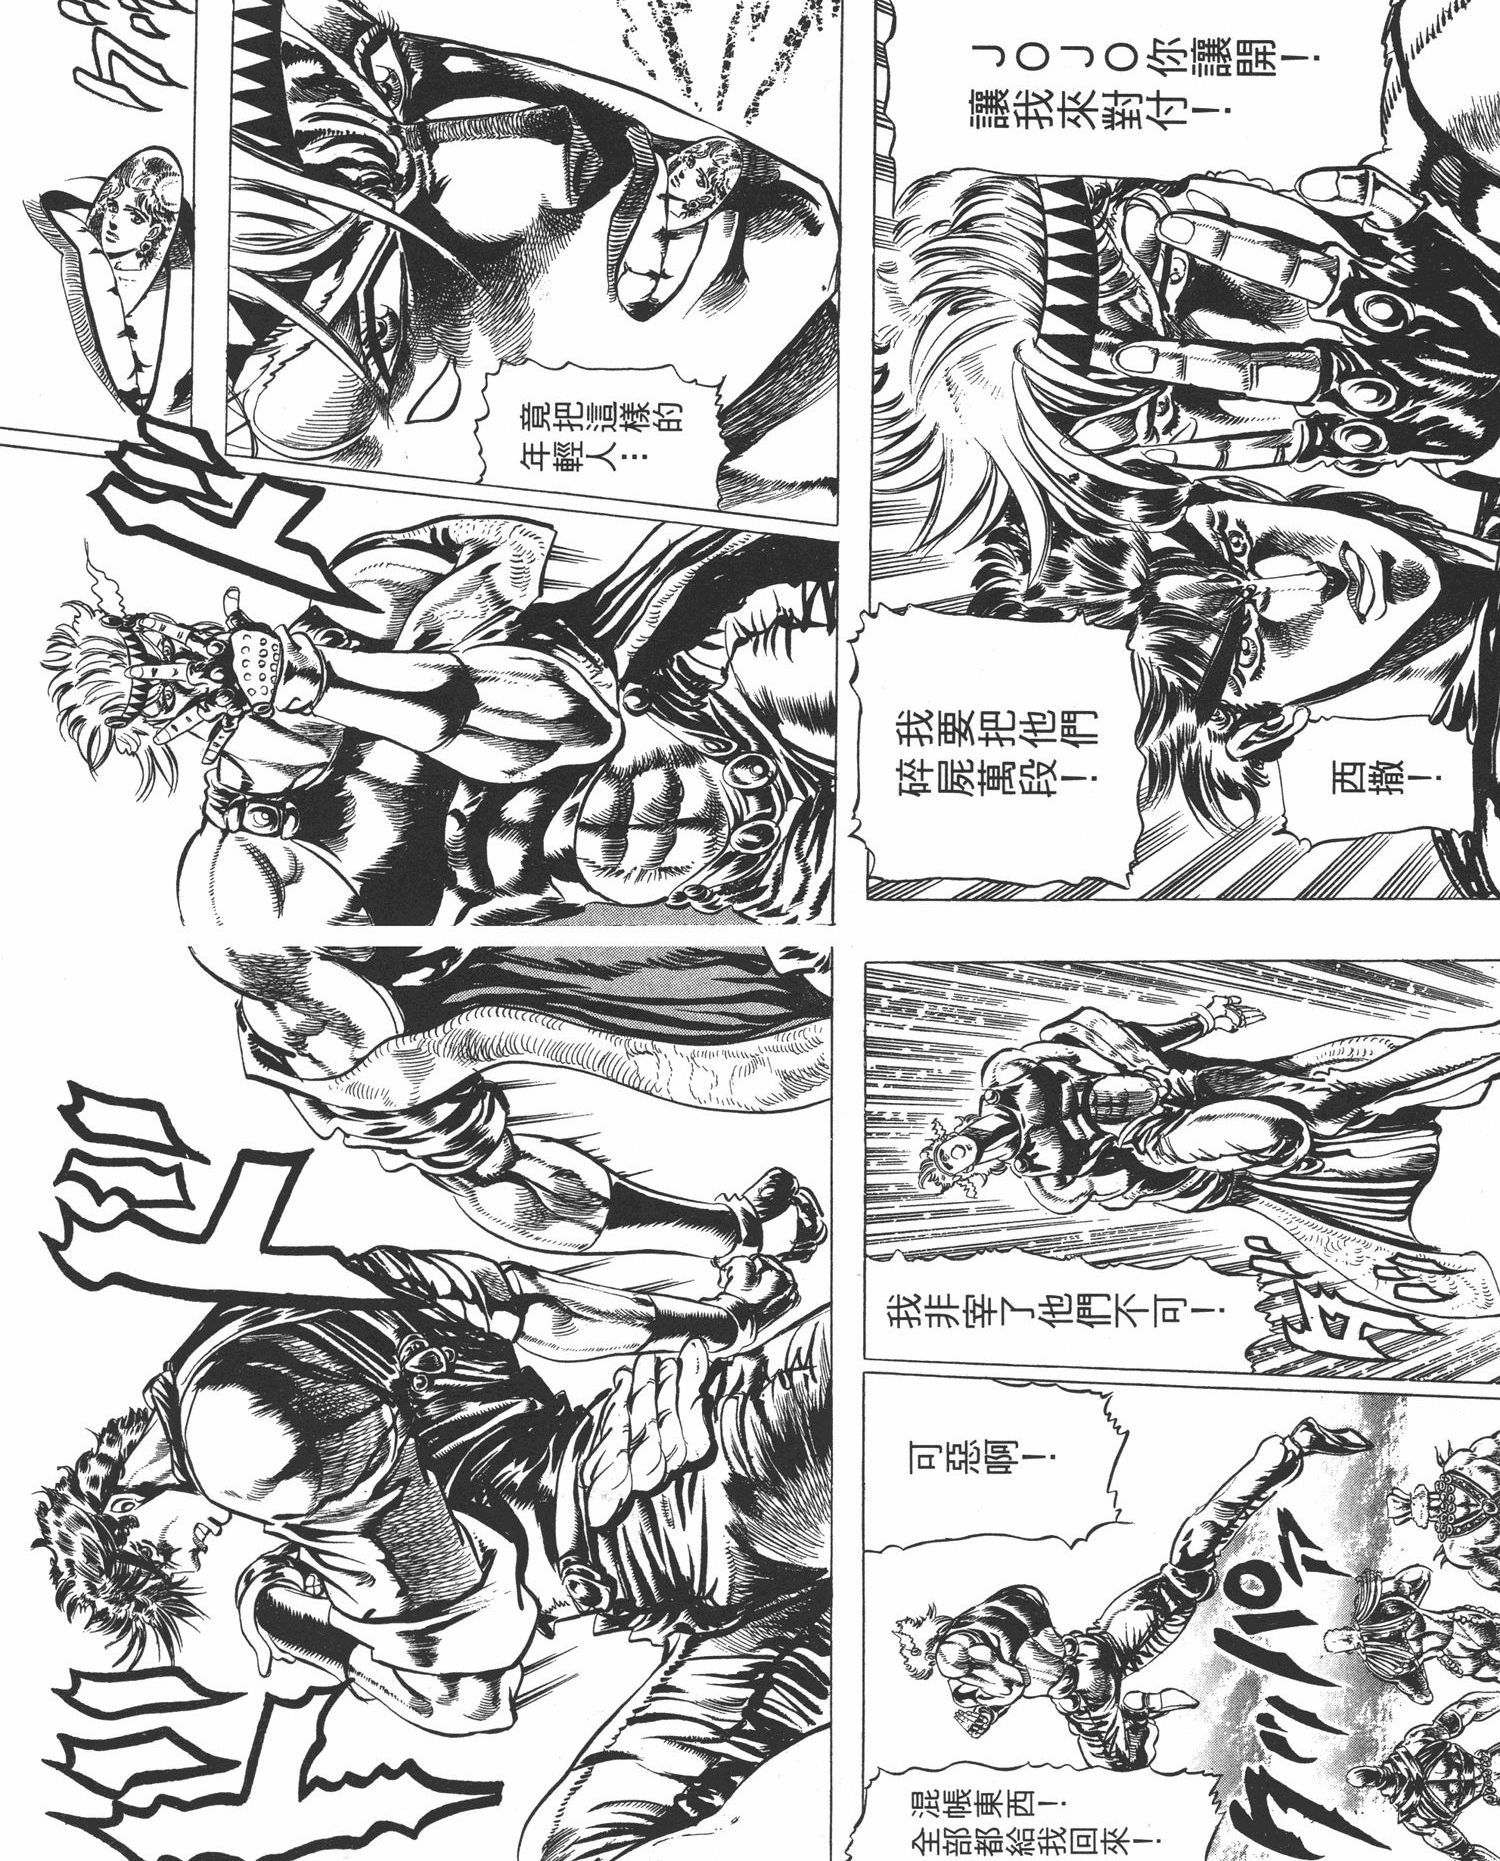 竟把這樣的
年輕人…
JOJO你讓開！
讓我來對付！
我要把他們
碎屍萬段！
西撒！
我非宰了他們不可！
可惡啊！
混帳東西！
全部都給我回來！